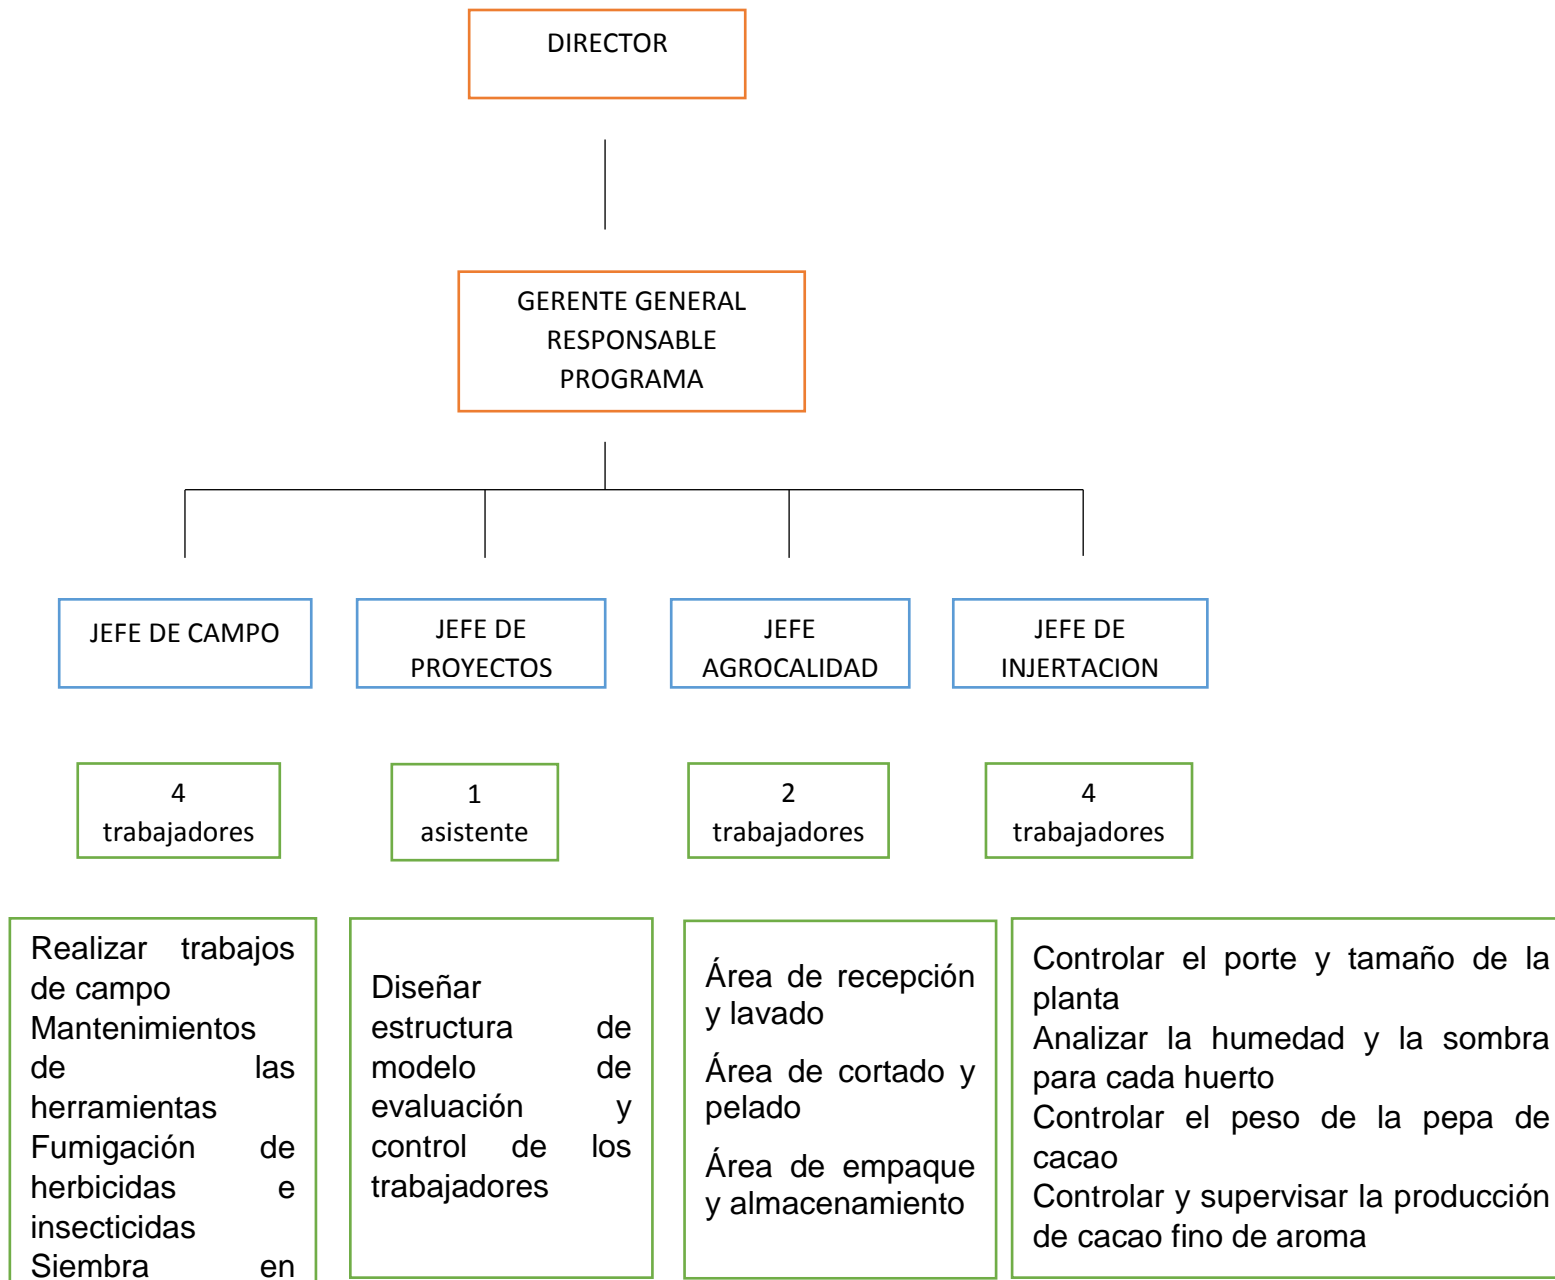 DIRECTOR
GERENTE GENERAL
RESPONSABLE
PROGRAMA
JEFE DE CAMPO
JEFE DE
PROYECTOS
JEFE
AGROCALIDAD
JEFE DE
INJERTACION
4
trabajadores
1
asistente
2
trabajadores
4
trabajadores
Realizar trabajos
de campo
Mantenimientos
de las
herramientas
Fumigación de
herbicidas e
insecticidas
Siembra en
Diseñar
estructura de
modelo de
evaluación y
control de los
trabajadores
Área de recepción
y lavado
Área de cortado y
pelado
Área de empaque
y almacenamiento
Controlar el porte y tamaño de la
planta
Analizar la humedad y la sombra
para cada huerto
Controlar el peso de la pepa de
cacao
Controlar y supervisar la producción
de cacao fino de aroma